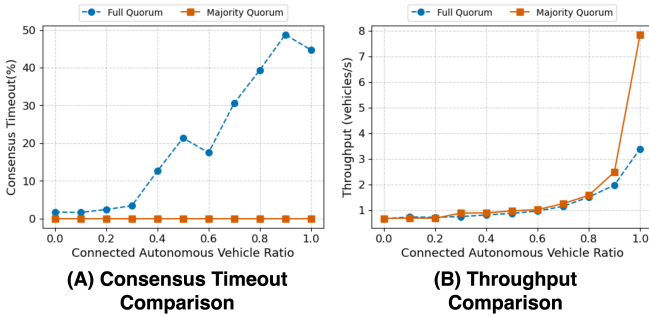 Full Quorum Majority Quorum
50
40
30
20
10
0
Consensus Timeout(%)
0.0 0.2 0.4 0.6 0.8 1.0
Connected Autonomous Vehicle Ratio
(A) Consensus Timeout
Comparison
Full Quorum Majority Quorum
8
7
6
5
4
3
2
1
Throughput (vehicles/s)
0.0 0.2 0.4 0.6 0.8 1.0
Connected Autonomous Vehicle Ratio
(B) Throughput
Comparison